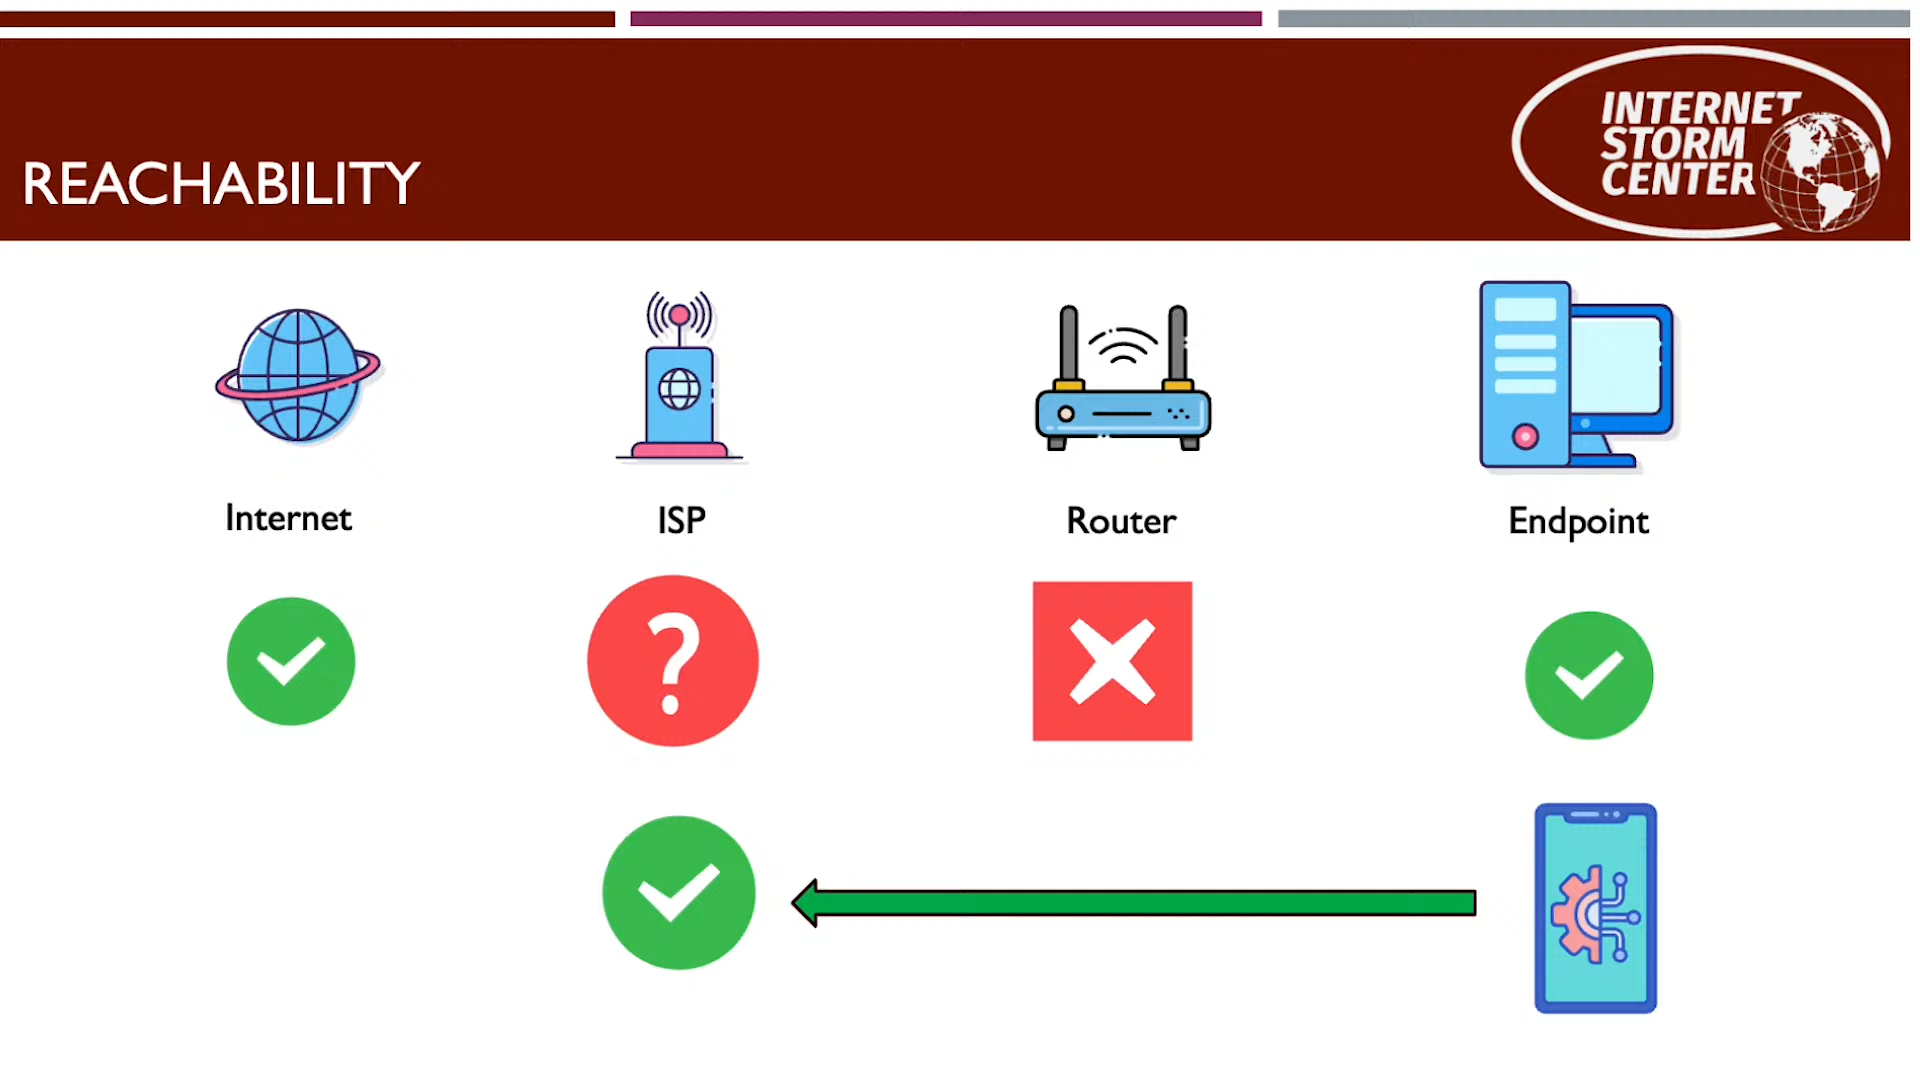 REACHABILITY
INTERNET
STORM
CENTER
Internet
ISP
Router
Endpoint
?